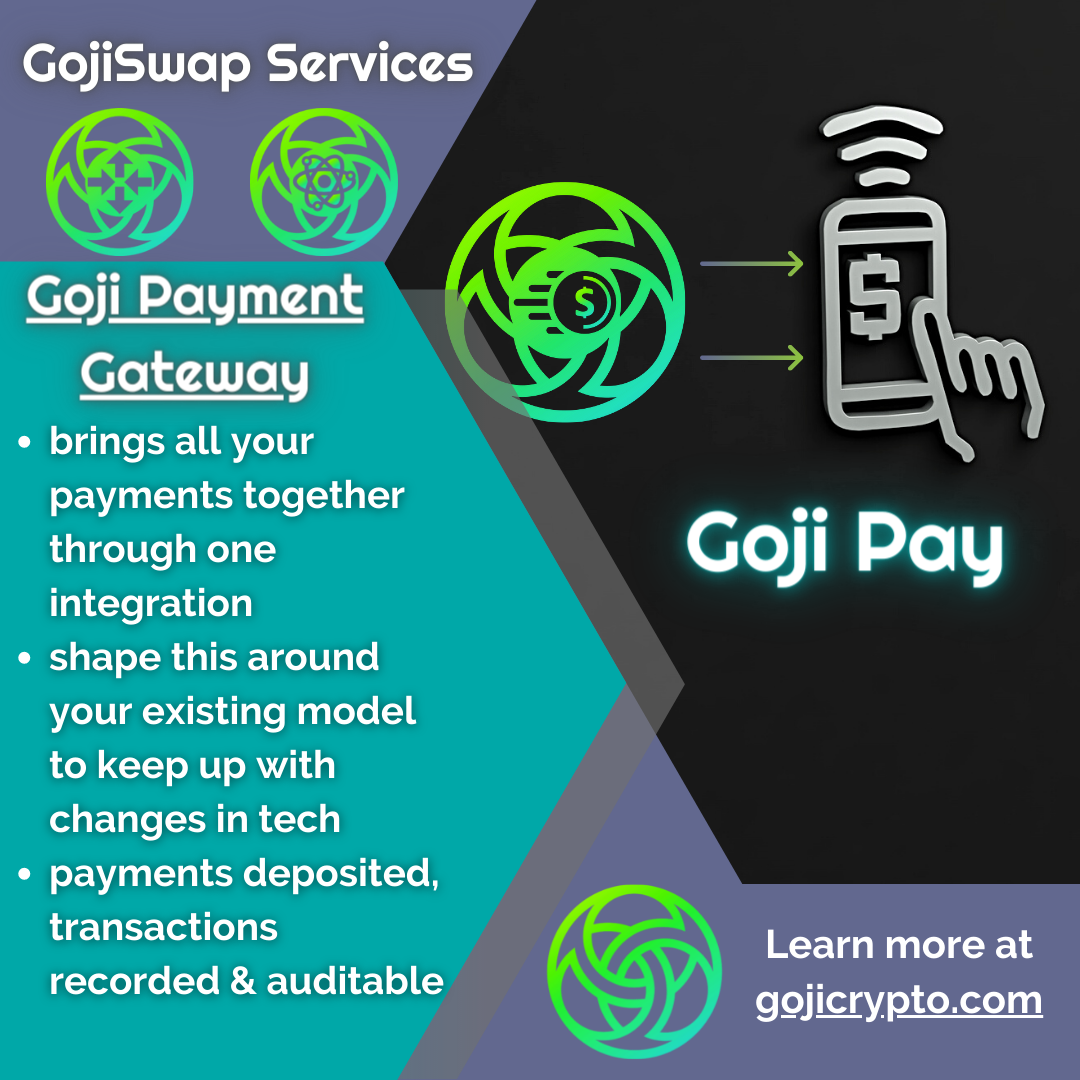 GojiSwap Services
Goji Payment
Gateway
• brings all your
payments together
through one
integration
• shape this around
your existing model
to keep up with
changes in tech
• payments deposited,
transactions
recorded & auditable
$
$
Goji Pay
Learn more at
gojicrypto.com